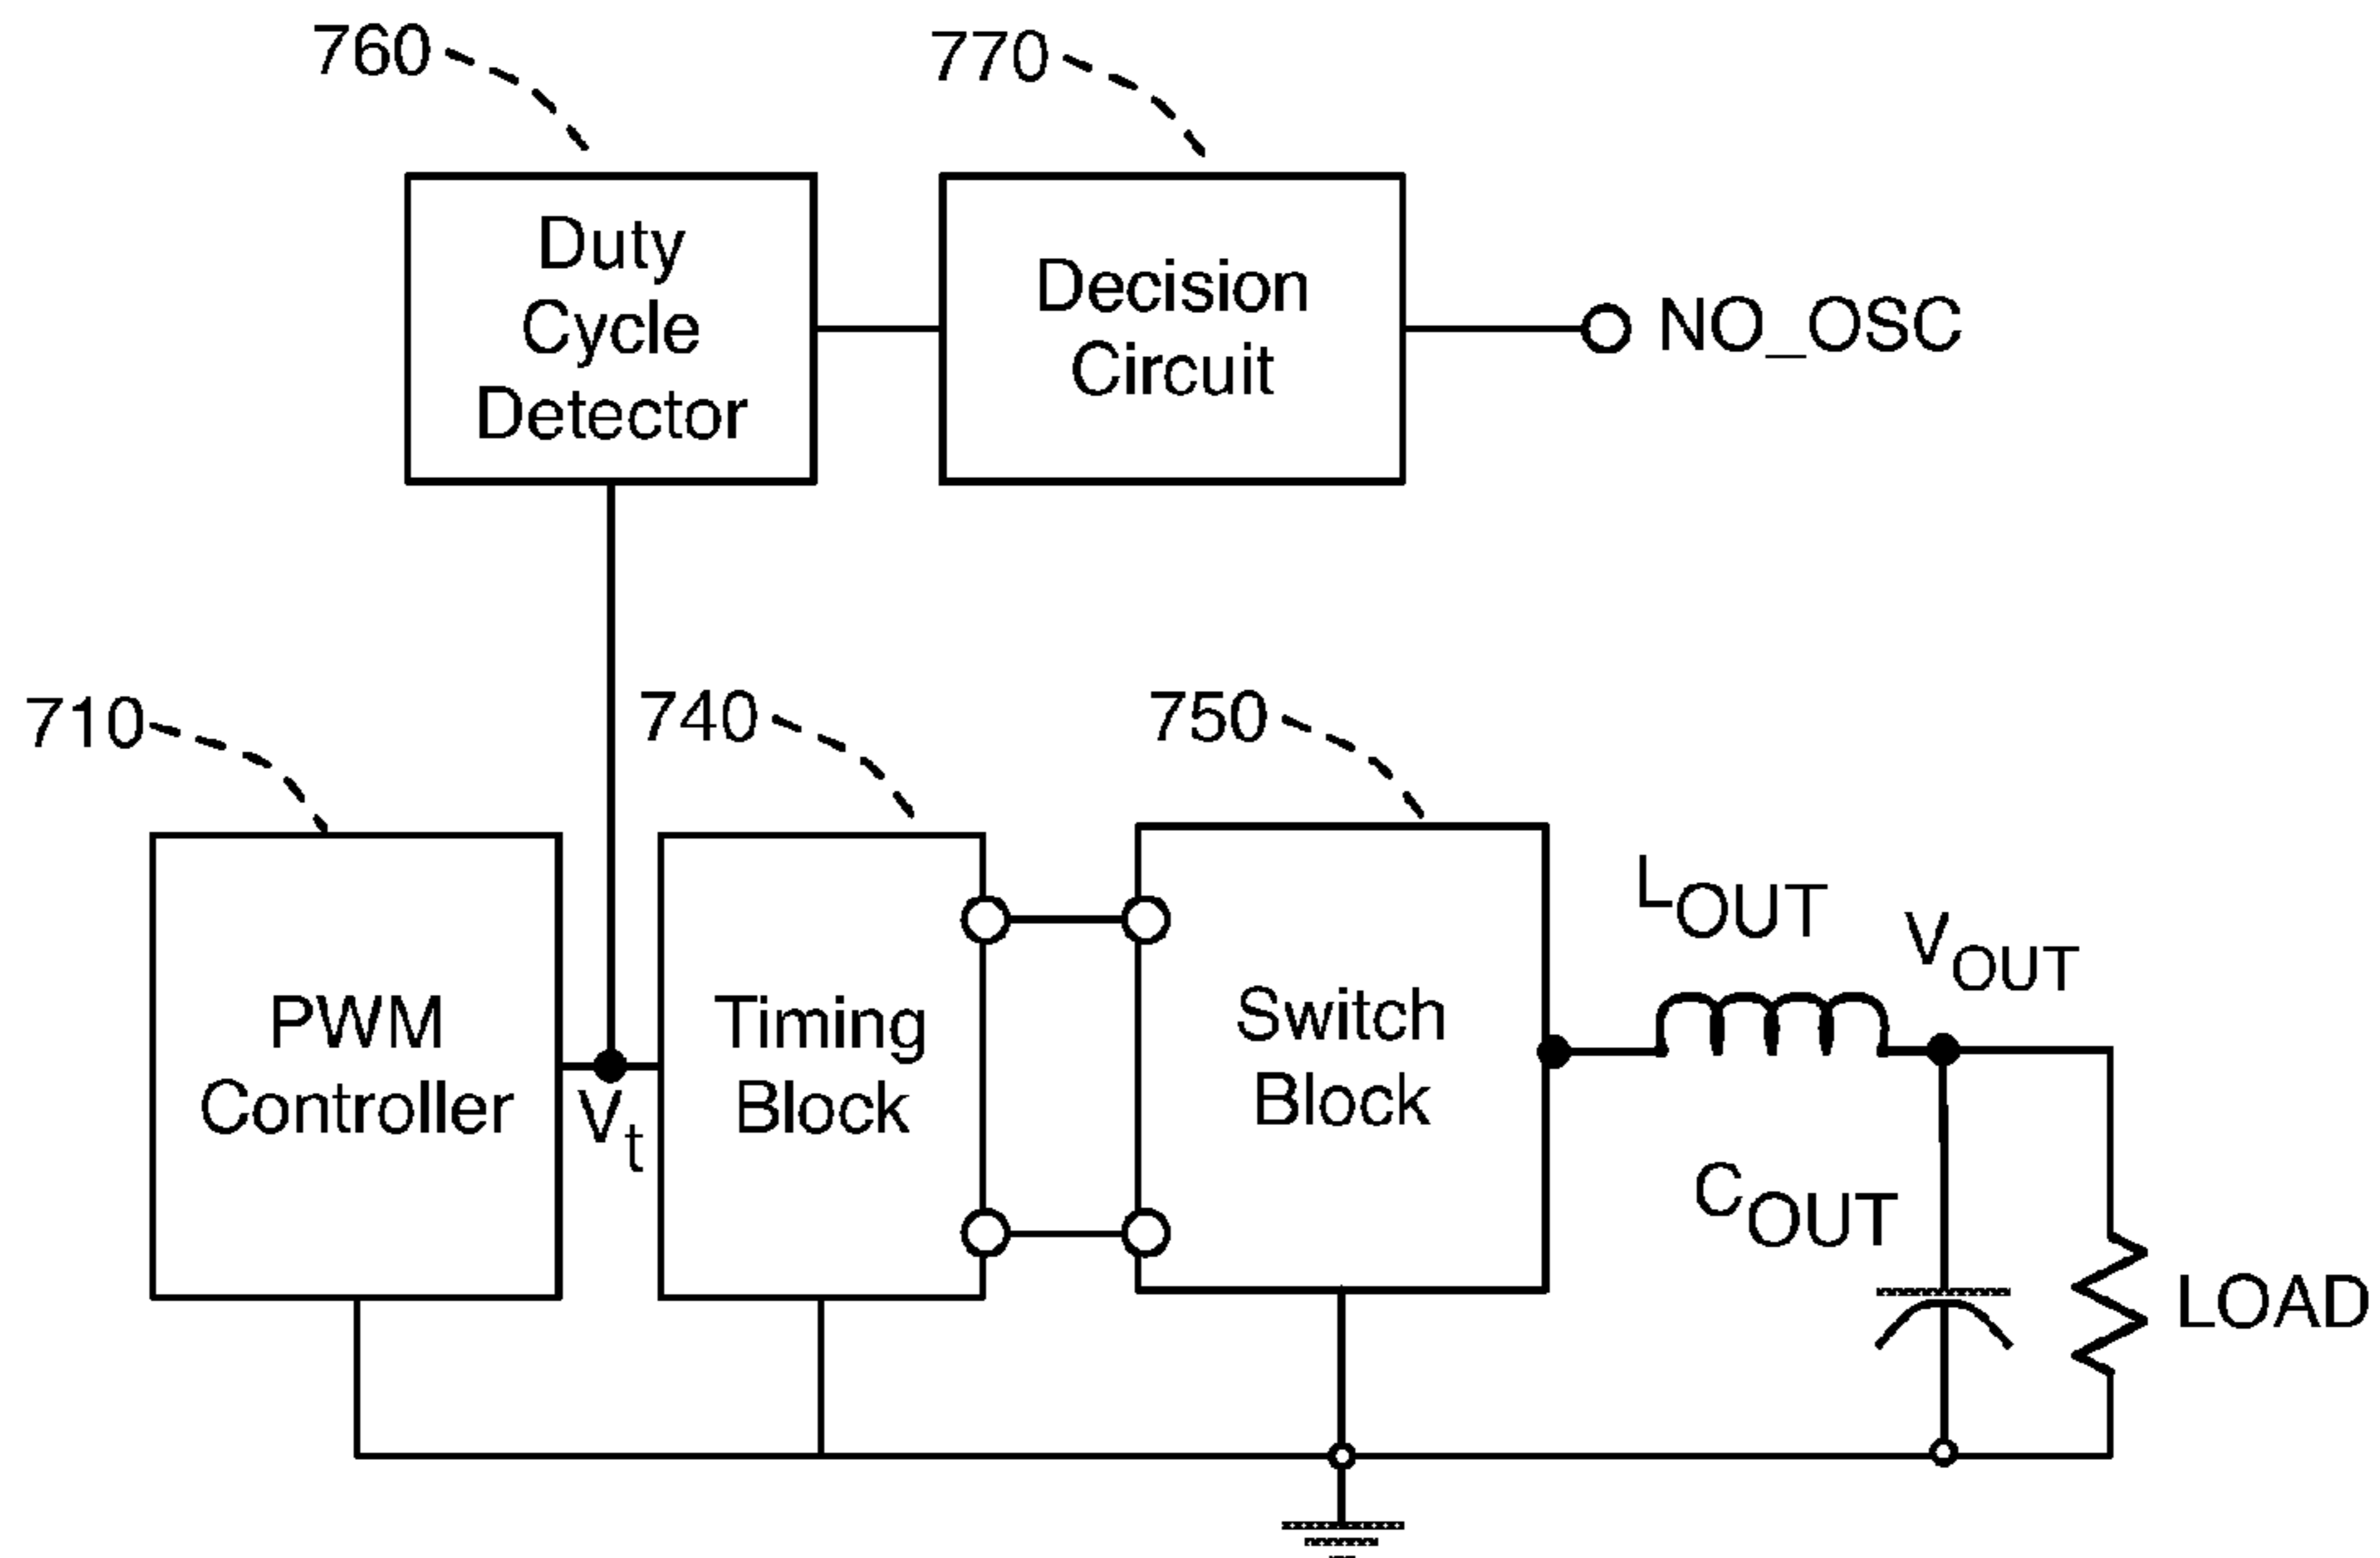 760
770
Duty
Cycle
Detector
Decision
Circuit
NO_OSC
710
740
750
PWM
Controller
Vt
Timing
Block
Switch
Block
LOUT
VOUT
COUT
LOAD